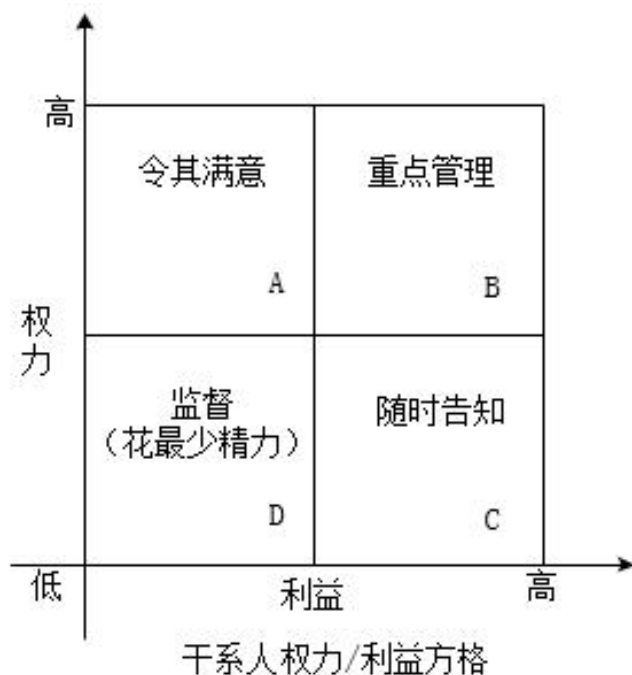 高
令其满意
重点管理
A
B
权力
监督
（花最少精力）
随时告知
D
C
低
利益
高
干系人权力/利益方格